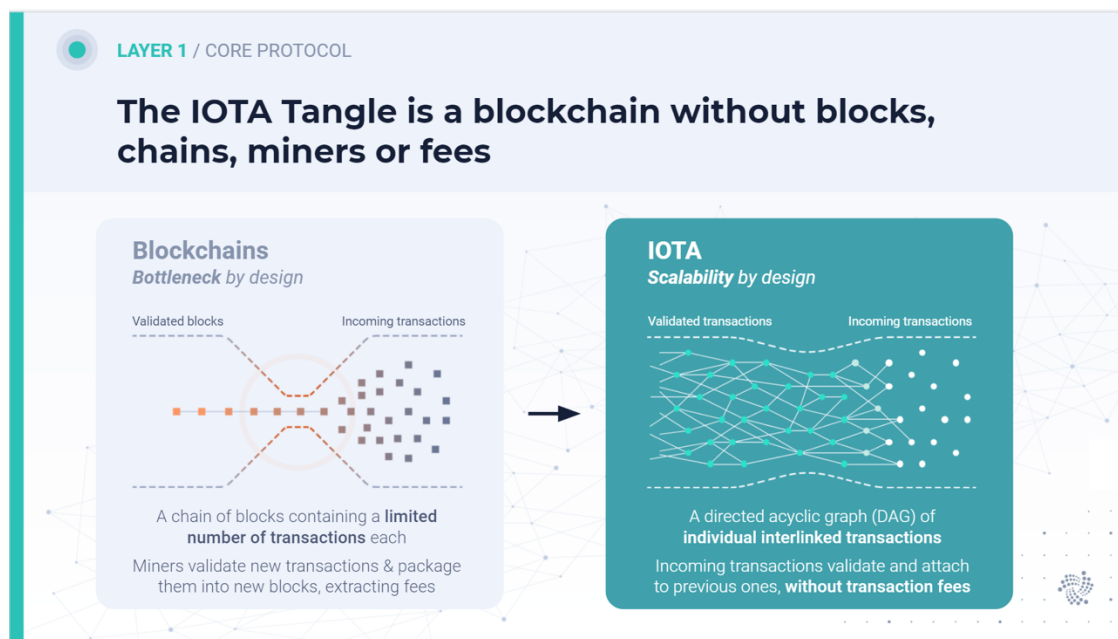 LAYER 1 / CORE PROTOCOL
The IOTA Tangle is a blockchain without blocks,
chains, miners or fees
Blockchains
Bottleneck by design
Validated blocks
Incoming transactions
A chain of blocks containing a limited
number of transactions each
Miners validate new transactions & package
them into new blocks, extracting fees
IOTA
Scalability by design
Validated transactions
Incoming transactions
A directed acyclic graph (DAG) of
individual interlinked transactions
Incoming transactions validate and attach
to previous ones, without transaction fees